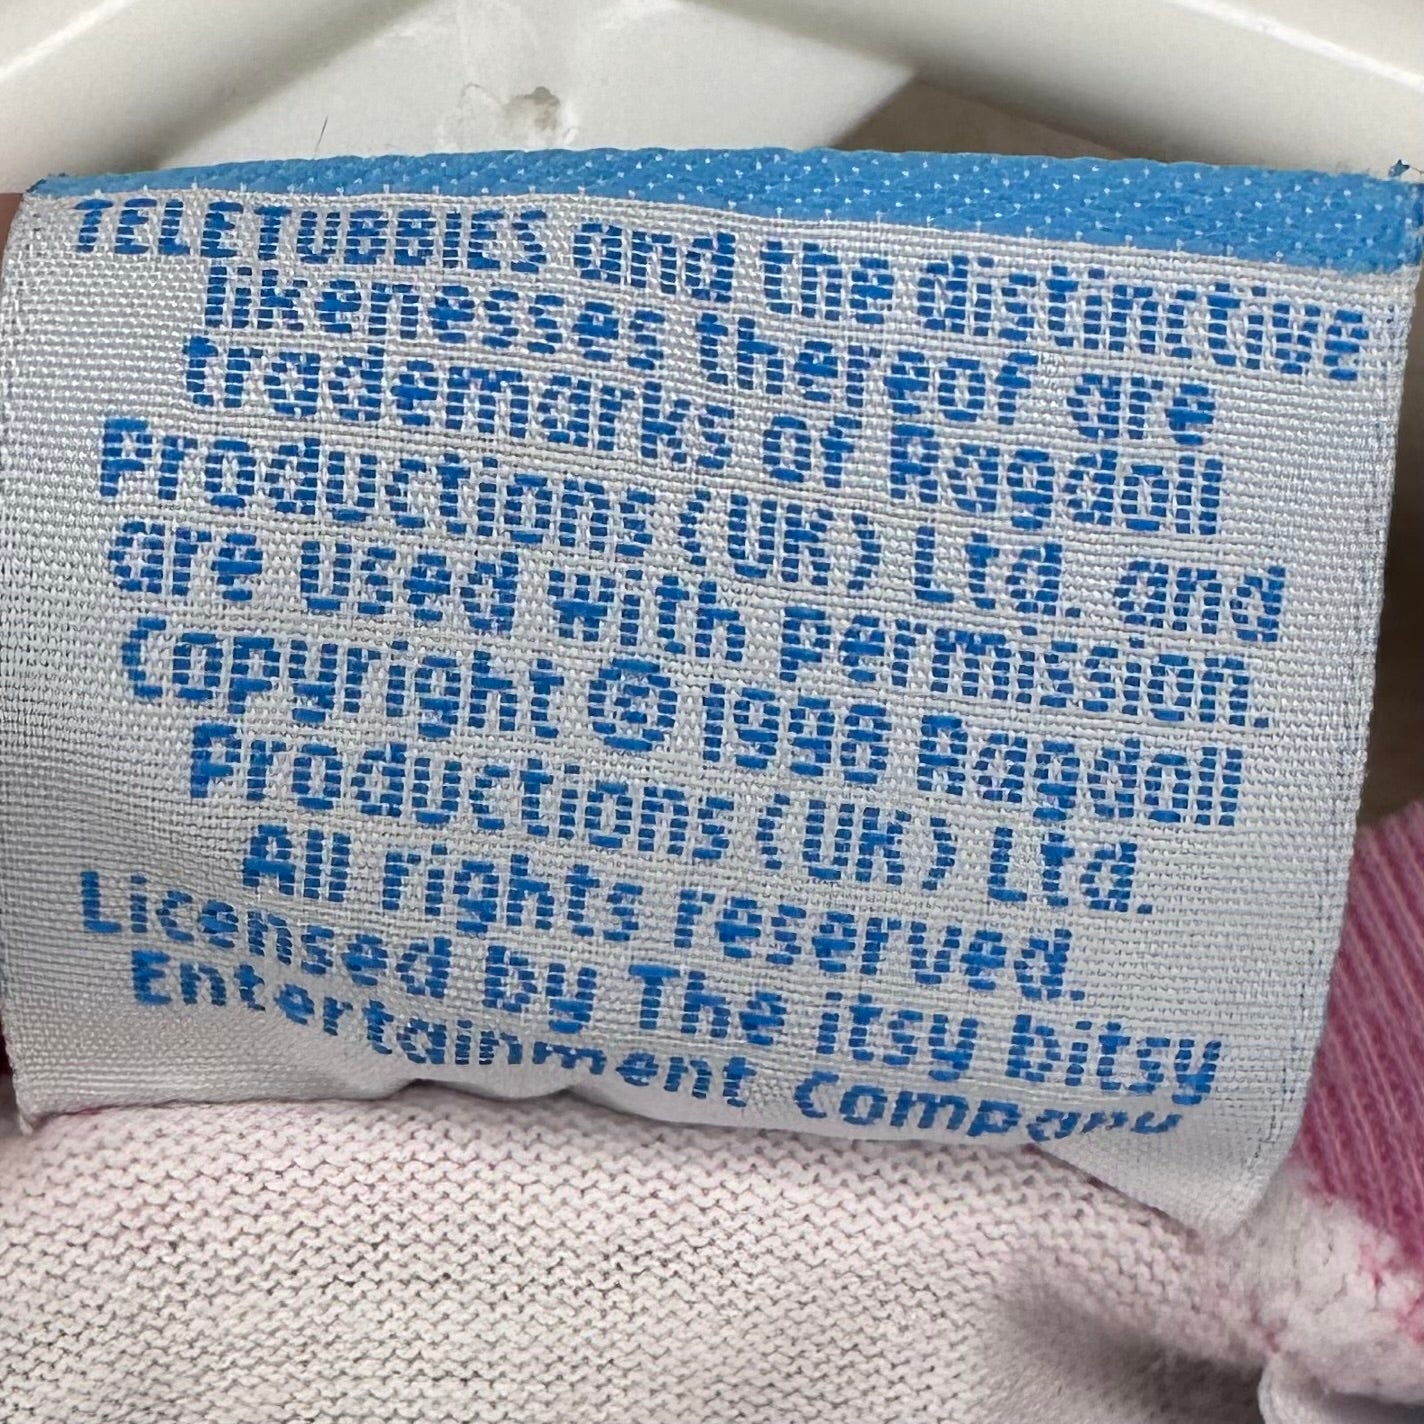 TELETUBBIES and the distinctive
likenesses thereof are
trademarks of Ragdoll
Productions (UK) Ltd. and
are used with permission.
Copyright © 1998 Ragdoll
Productions (UK) Ltd.
All rights reserved.
Licensed by The itsy bitsy
Entertainment Company